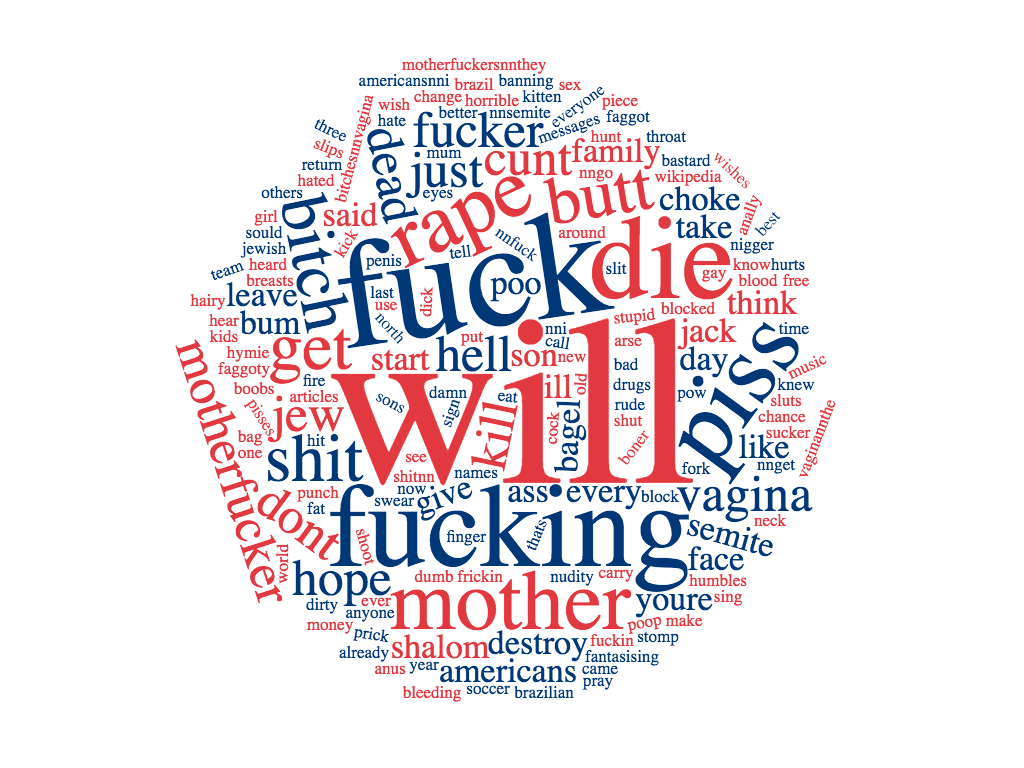 motherfuckersnnthey
americansnni brazil banning sex
wish change horrible kitten everyone piece
hate better nnsemite messages faggot
three fucker hunt throat
slips bitchesnnvagina dead mum just cunt family bastard wishes
return eyes nngo wikipedia
hated rape butt choke anally
others bitch said take best
girl kick fuck around die nigger
sould penis tell nnfuck slit
jewish heard last poo gay know hurts
team breasts use dick blood free
hairy leave north put nni stupid blocked think
hear bum call arse jack time
kids get start hell son new day piss music
hymie will bad knew
faggoty fire damn eat ill old drugs pow sluts
boobs articles sons sign kill bagel rude chance
motherfucker pisses jew cock shut sucker
bag hit boner like vaginannthe
one shit see names fork nnget
shitnn now
punch swear give ass every block vagina
fat fucking neck
dont shoot finger thats semite
world face
hope dumb frickin nudity carry humbles
dirty ever mother youre sing
money anyone poop make
prick shalom destroy fuckin stomp
already fantasising
anus year americans came
pray
bleeding soccer brazilian